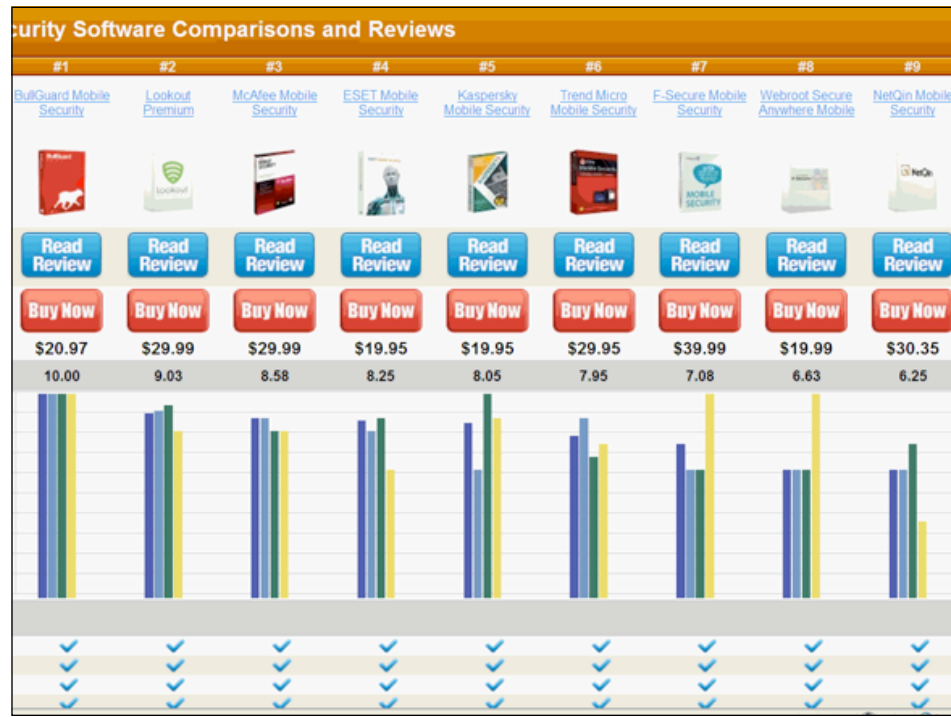 curity Software Comparisons and Reviews
#1 #2 #3 #4 #5 #6 #7 #8 #9
BullGuard Mobile Security
Lookout Premium
McAfee Mobile Security
ESET Mobile Security
Kaspersky Mobile Security
Trend Micro Mobile Security
F-Secure Mobile Security
Webroot Secure Anywhere Mobile
NetQin Mobile Security
BullGuard
Lookout
MOBILE SECURITY
NetQin
Read Review Read Review Read Review Read Review Read Review Read Review Read Review Read Review Read Review
Buy Now Buy Now Buy Now Buy Now Buy Now Buy Now Buy Now Buy Now Buy Now
$20.97 $29.99 $29.99 $19.95 $19.95 $29.95 $39.99 $19.99 $30.35
10.00 9.03 8.58 8.25 8.05 7.95 7.08 6.63 6.25